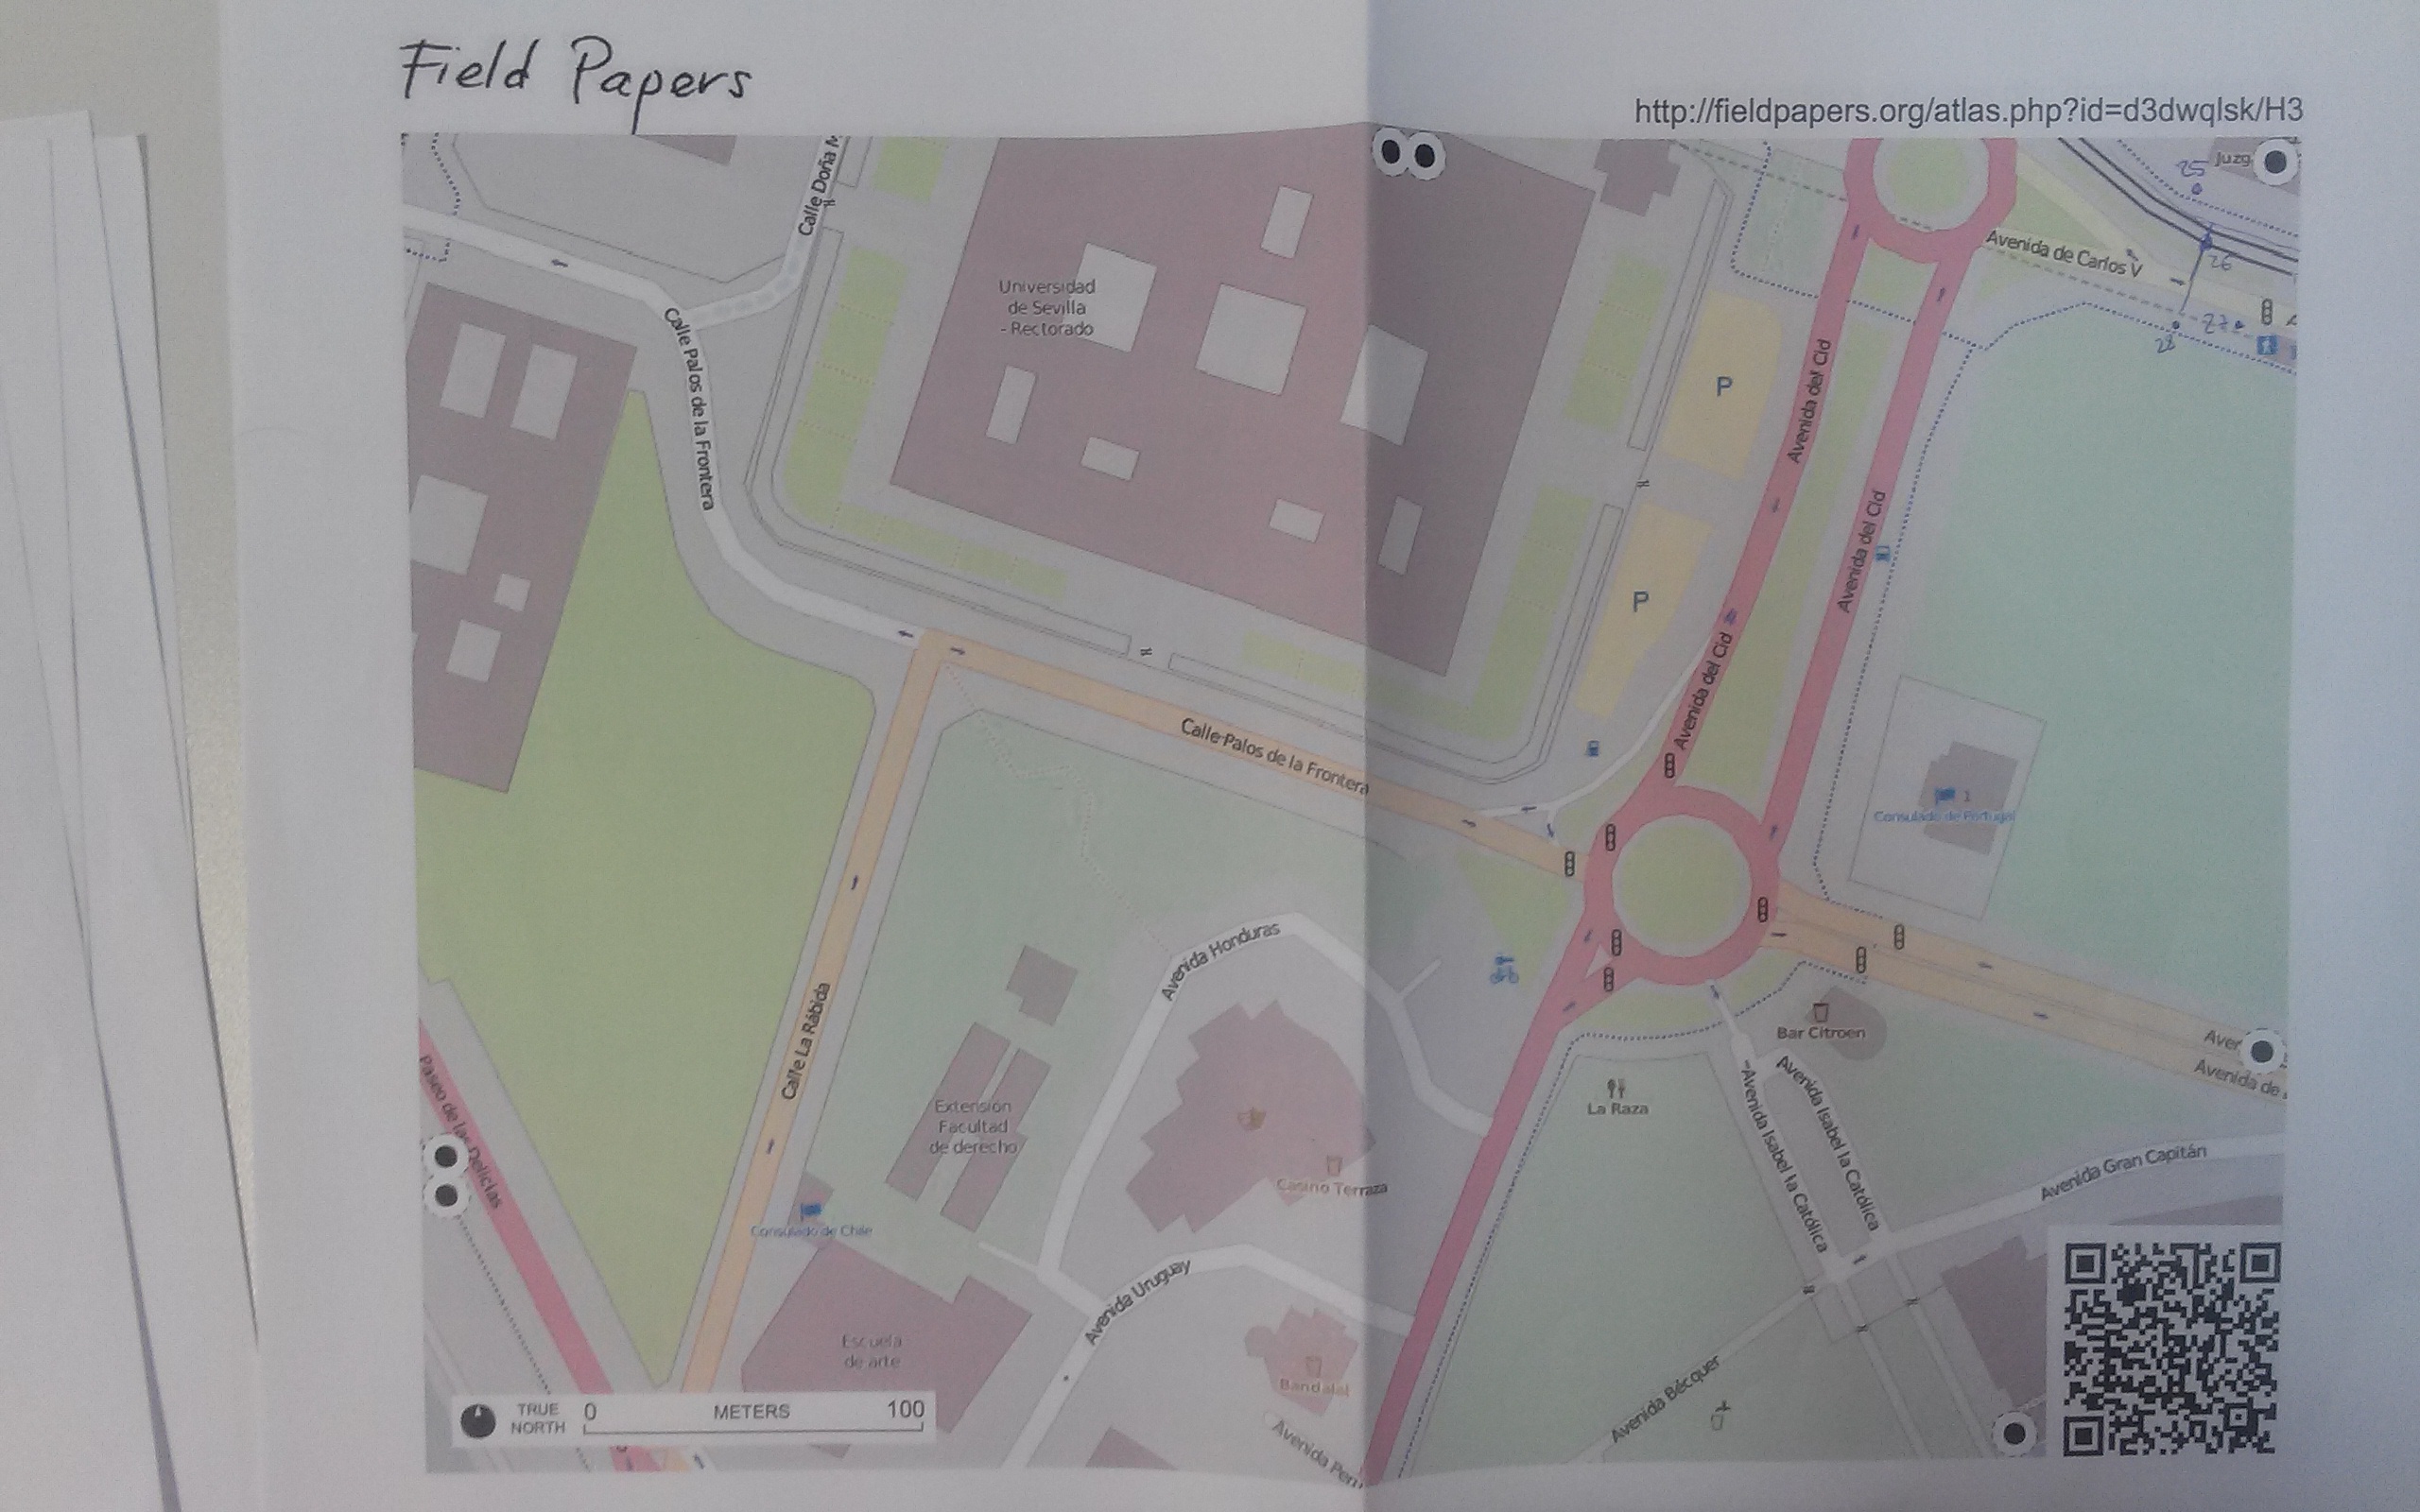 Field Papers
http://fieldpapers.org/atlas.php?id=d3dwqlsk/H3
Calle Doña M
Juzg
25
Avenida de Carlos V
26
27
28
Universidad
de Sevilla
- Rectorado
Calle Palos de la Frontera
P
Avenida del Cid
Avenida del Cid
P
Avenida del Cid
Calle Palos de la Frontera
1
Consulado de Portugal
Avenida Honduras
Calle La Rábida
Bar Citroen
Aver
Avenida de
Paseo de las Delicias
Extensión
Facultad
de derecho
La Raza
Avenida Isabel la Católica
Avenida Isabel la Católica
Casino Terraza
Avenida Gran Capitán
Consulado de Chile
Avenida Uruguay
Escuela
de arte
Bandalai
Avenida Bécquer
Avenida Perú
TRUE
NORTH
0 METERS 100